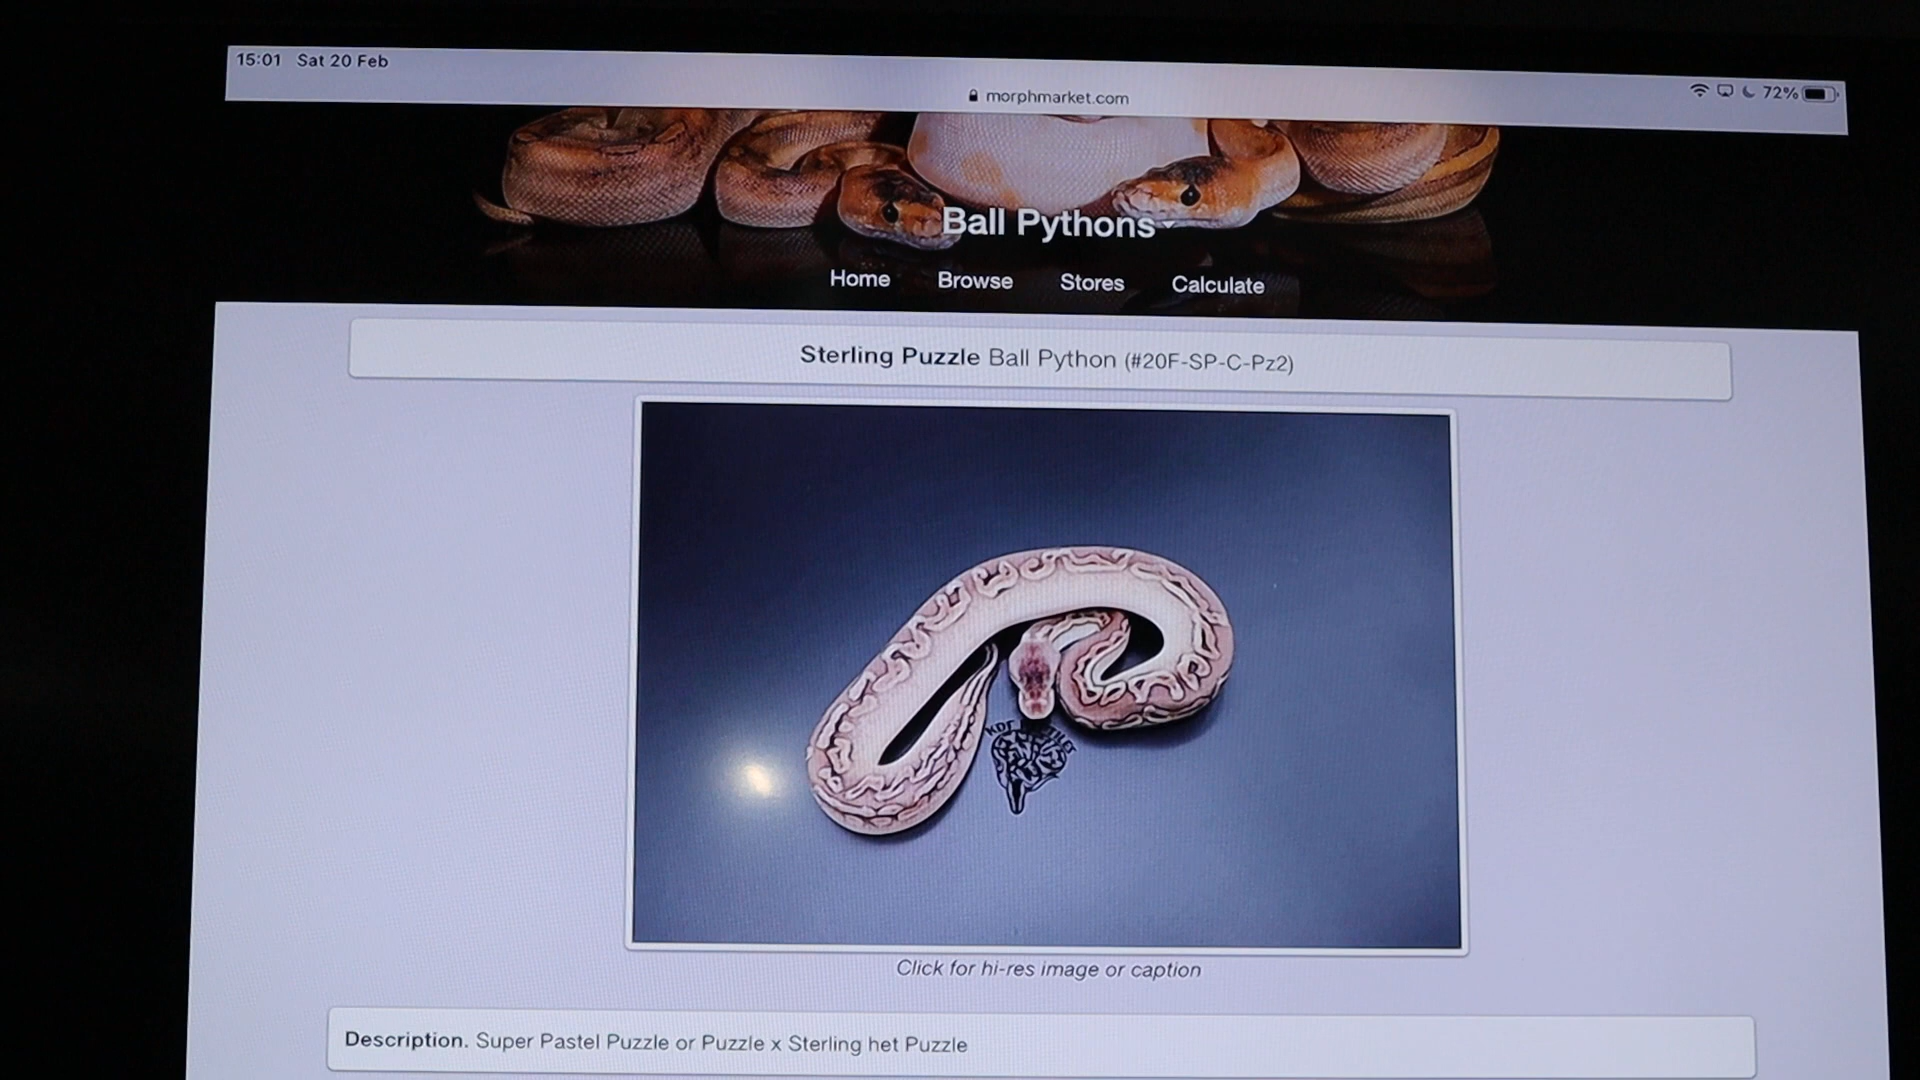 15:01 Sat 20 Feb
morphmarket.com
72%
Ball Pythons
Home Browse Stores Calculate
Sterling Puzzle Ball Python (#20F-SP-C-Pz2)
Click for hi-res image or caption
Description. Super Pastel Puzzle or Puzzle x Sterling het Puzzle